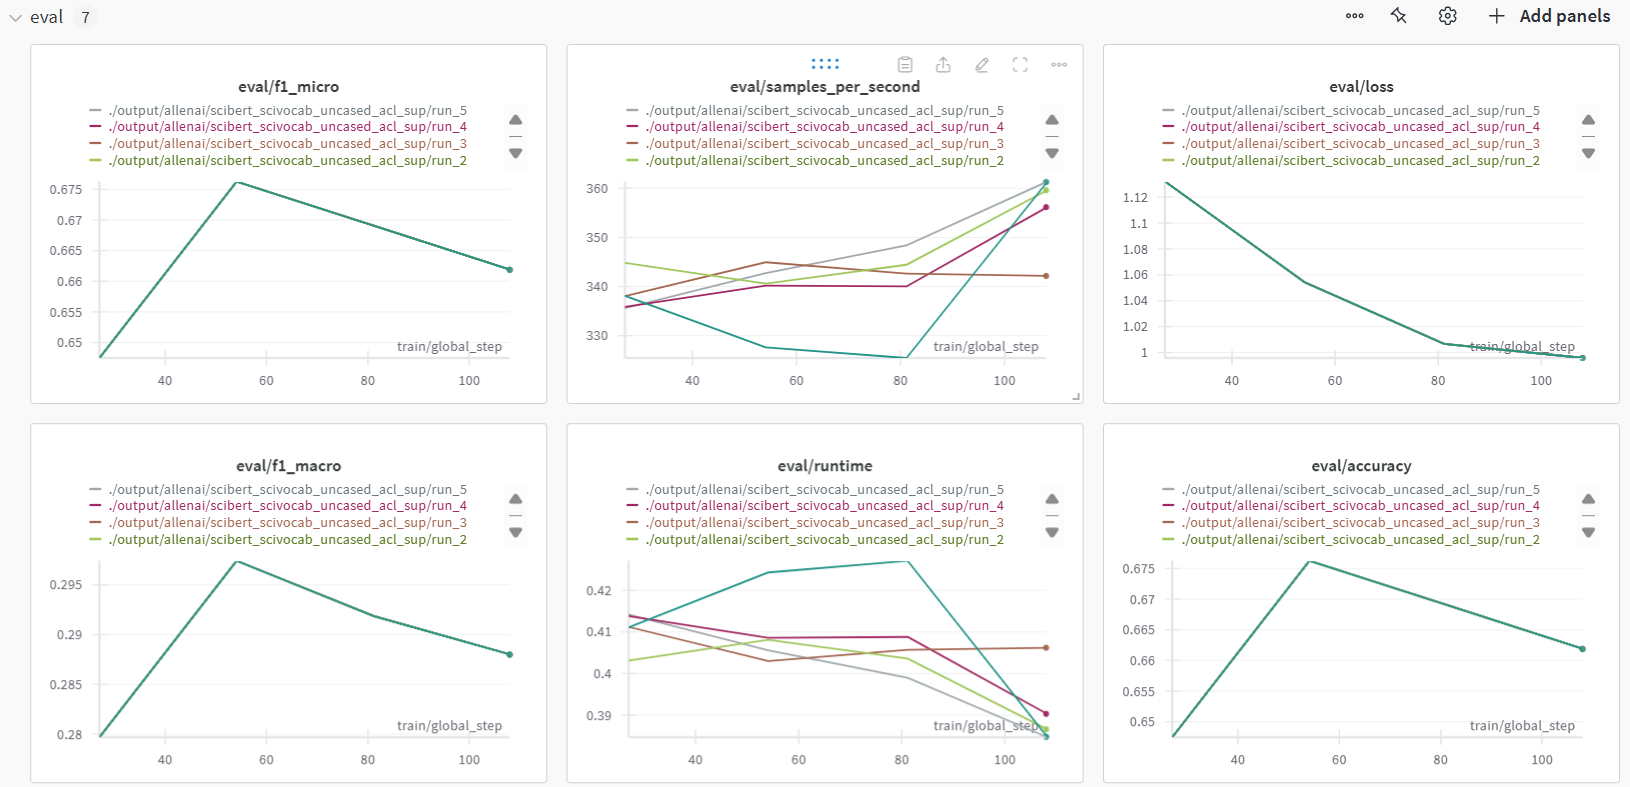 eval 7
Add panels
eval/f1_micro
./output/allenai/scibert_scivocab_uncased_acl_sup/run_5
./output/allenai/scibert_scivocab_uncased_acl_sup/run_4
./output/allenai/scibert_scivocab_uncased_acl_sup/run_3
./output/allenai/scibert_scivocab_uncased_acl_sup/run_2
0.675
0.67
0.665
0.66
0.655
0.65
train/global_step
40 60 80 100
eval/samples_per_second
./output/allenai/scibert_scivocab_uncased_acl_sup/run_5
./output/allenai/scibert_scivocab_uncased_acl_sup/run_4
./output/allenai/scibert_scivocab_uncased_acl_sup/run_3
./output/allenai/scibert_scivocab_uncased_acl_sup/run_2
360
350
340
330
train/global_step
40 60 80 100
eval/loss
./output/allenai/scibert_scivocab_uncased_acl_sup/run_5
./output/allenai/scibert_scivocab_uncased_acl_sup/run_4
./output/allenai/scibert_scivocab_uncased_acl_sup/run_3
./output/allenai/scibert_scivocab_uncased_acl_sup/run_2
1.12
1.1
1.08
1.06
1.04
1.02
1
train/global_step
40 60 80 100
eval/f1_macro
./output/allenai/scibert_scivocab_uncased_acl_sup/run_5
./output/allenai/scibert_scivocab_uncased_acl_sup/run_4
./output/allenai/scibert_scivocab_uncased_acl_sup/run_3
./output/allenai/scibert_scivocab_uncased_acl_sup/run_2
0.295
0.29
0.285
0.28
train/global_step
40 60 80 100
eval/runtime
./output/allenai/scibert_scivocab_uncased_acl_sup/run_5
./output/allenai/scibert_scivocab_uncased_acl_sup/run_4
./output/allenai/scibert_scivocab_uncased_acl_sup/run_3
./output/allenai/scibert_scivocab_uncased_acl_sup/run_2
0.42
0.41
0.4
0.39
train/global_step
40 60 80 100
eval/accuracy
./output/allenai/scibert_scivocab_uncased_acl_sup/run_5
./output/allenai/scibert_scivocab_uncased_acl_sup/run_4
./output/allenai/scibert_scivocab_uncased_acl_sup/run_3
./output/allenai/scibert_scivocab_uncased_acl_sup/run_2
0.675
0.67
0.665
0.66
0.655
0.65
train/global_step
40 60 80 100